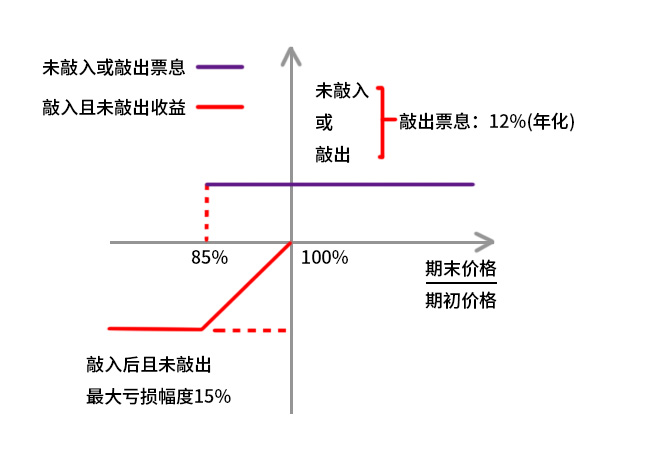 未敲入或敲出票息
敲入且未敲出收益
未敲入
或
敲出
敲出票息：12%(年化)
85%
100%
期末价格
期初价格
敲入后且未敲出
最大亏损幅度15%